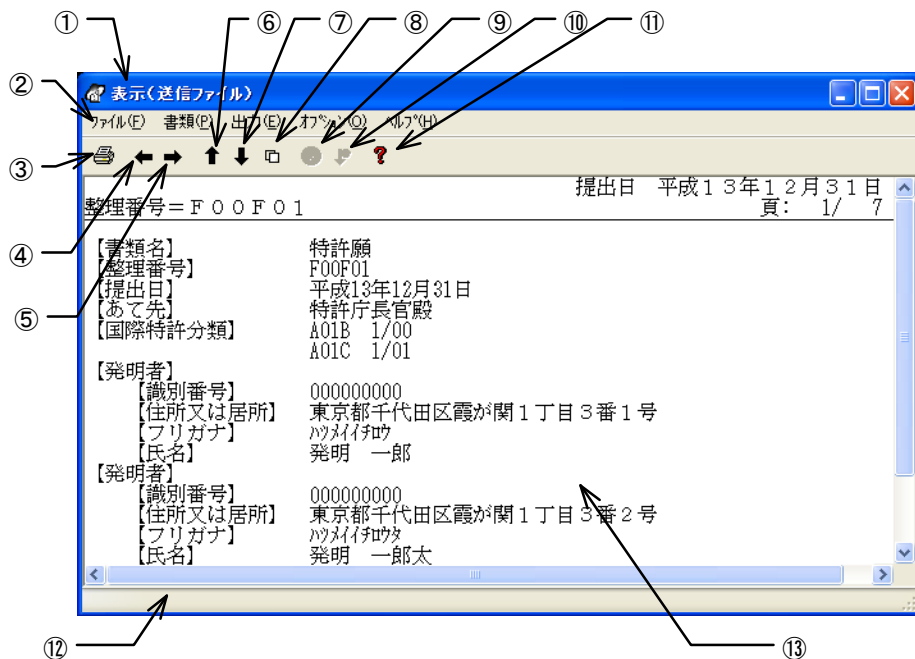 ① ⑥ ⑦ ⑧ ⑨ ⑩ ⑪
②
表示(送信ファイル)
ファイル(F) 書類(P) 出力(E) オプション(O) ヘルプ(H)
③
提出日 平成13年12月31日
整理番号=F00F01 頁: 1/ 7
④
【書類名】 特許願
【整理番号】 F00F01
【提出日】 平成13年12月31日
⑤
【あて先】 特許庁長官殿
【国際特許分類】 A01B 1/00
A01C 1/01
【発明者】
【識別番号】 000000000
【住所又は居所】 東京都千代田区霞が関1丁目3番1号
【フリガナ】 ハツメイイチロウ
【氏名】 発明 一郎
【発明者】
【識別番号】 000000000
【住所又は居所】 東京都千代田区霞が関1丁目3番2号
【フリガナ】 ハツメイイチロウタ
【氏名】 発明 一郎太
⑫ ⑬